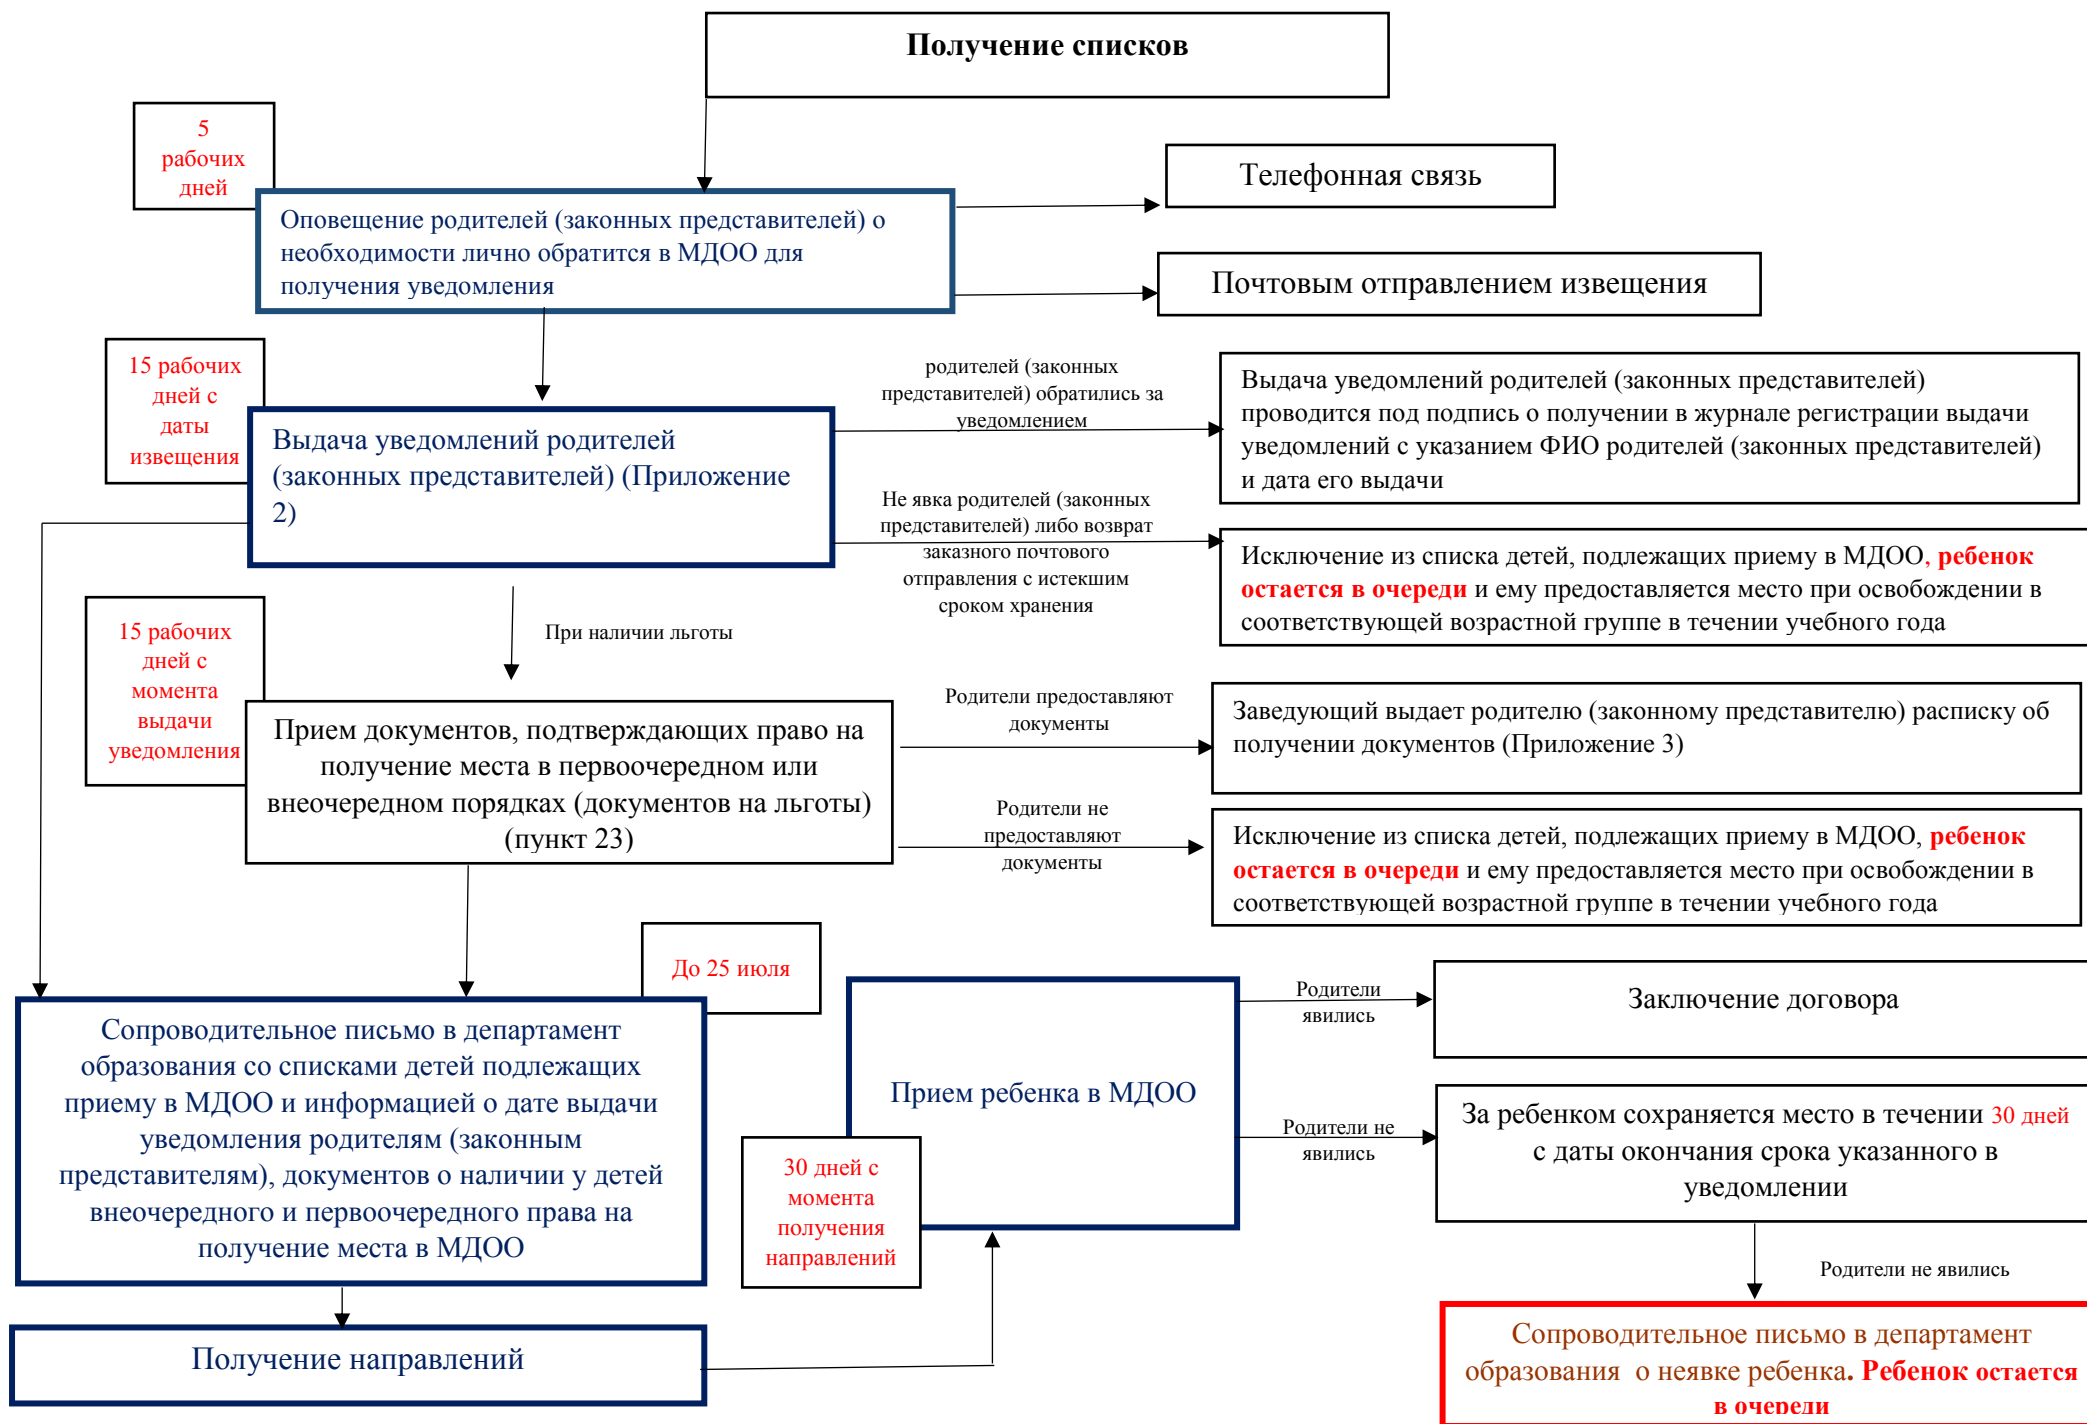 Получение списков
5
рабочих
дней
Телефонная связь
Оповещение родителей (законных представителей) о
необходимости лично обратится в МДОО для
получения уведомления
Почтовым отправлением извещения
15 рабочих
дней с
даты
извещения
Выдача уведомлений родителей
(законных представителей) (Приложение
2)
родителей (законных
представителей) обратились за
уведомлением
Выдача уведомлений родителей (законных представителей)
проводится под подпись о получении в журнале регистрации выдачи
уведомлений с указанием ФИО родителей (законных представителей)
и дата его выдачи
Не явка родителей (законных
представителей) либо возврат
заказного почтового
отправления с истекшим
сроком хранения
Исключение из списка детей, подлежащих приему в МДОО, ребенок
остается в очереди и ему предоставляется место при освобождении в
соответствующей возрастной группе в течении учебного года
15 рабочих
дней с
момента
выдачи
уведомления
При наличии льготы
Прием документов, подтверждающих право на
получение места в первоочередном или
внеочередном порядках (документов на льготы)
(пункт 23)
Родители предоставляют
документы
Заведующий выдает родителю (законному представителю) расписку об
получении документов (Приложение 3)
Родители не
предоставляют
документы
Исключение из списка детей, подлежащих приему в МДОО, ребенок
остается в очереди и ему предоставляется место при освобождении в
соответствующей возрастной группе в течении учебного года
До 25 июля
Сопроводительное письмо в департамент
образования со списками детей подлежащих
приему в МДОО и информацией о дате выдачи
уведомления родителям (законным
представителям), документов о наличии у детей
внеочередного и первоочередного права на
получение места в МДОО
Прием ребенка в МДОО
30 дней с
момента
получения
направлений
Родители
явились
Заключение договора
Родители не
явились
За ребенком сохраняется место в течении 30 дней
с даты окончания срока указанного в
уведомлении
Родители не явились
Получение направлений
Сопроводительное письмо в департамент
образования о неявке ребенка. Ребенок остается
в очереди